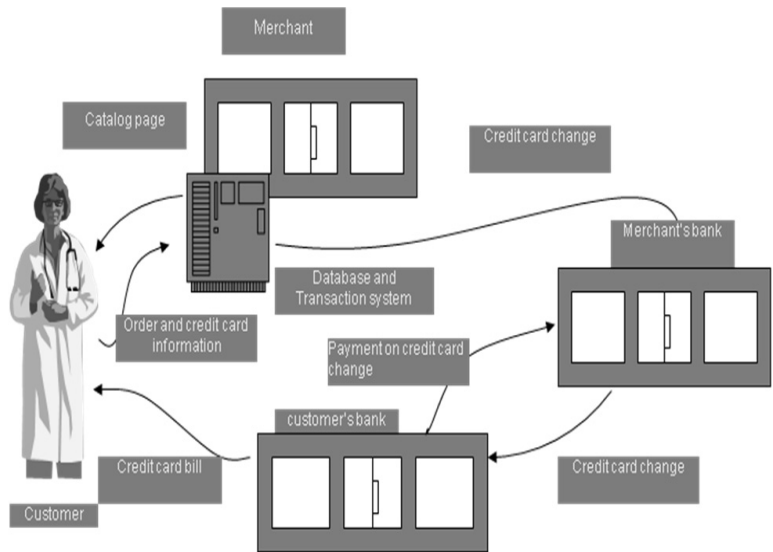 Merchant
Catalog page
Credit card change
Merchant's bank
Database and
Transaction system
Order and credit card
information
Payment on credit card
change
customer's bank
Credit card bill
Credit card change
Customer